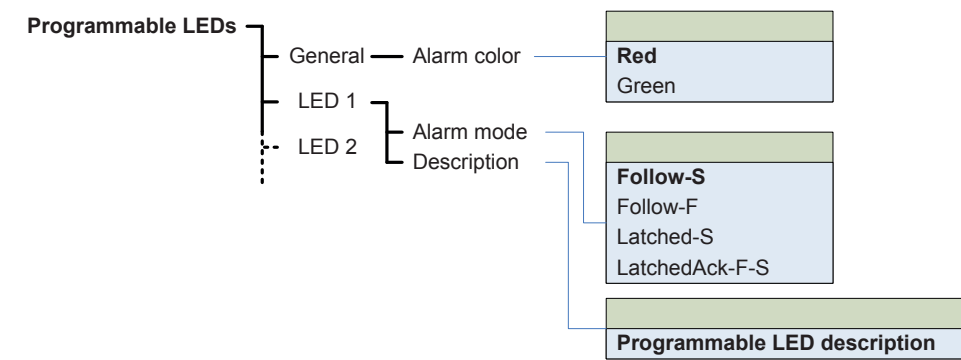 Programmable LEDs
General
Alarm color
Red
Green
LED 1
Alarm mode
LED 2
Description
Follow-S
Follow-F
Latched-S
LatchedAck-F-S
Programmable LED description